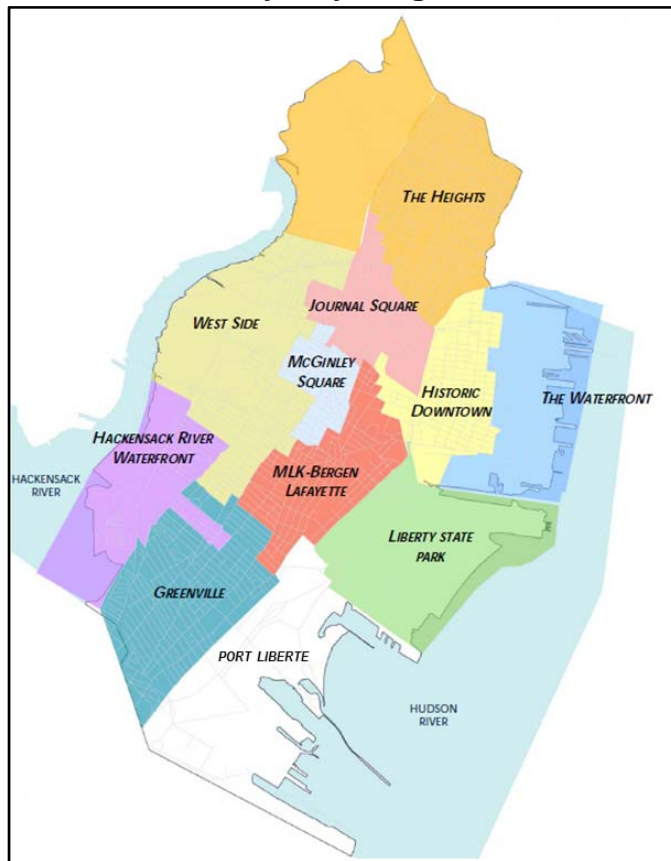 THE HEIGHTS
JOURNAL SQUARE
WEST SIDE
MCGINLEY
SQUARE
HISTORIC
DOWNTOWN
THE WATERFRONT
HACKENSACK RIVER
WATERFRONT
HACKENSACK
RIVER
MLK-BERGEN
LAFAYETTE
LIBERTY STATE
PARK
GREENVILLE
PORT LIBERTE
HUDSON
RIVER